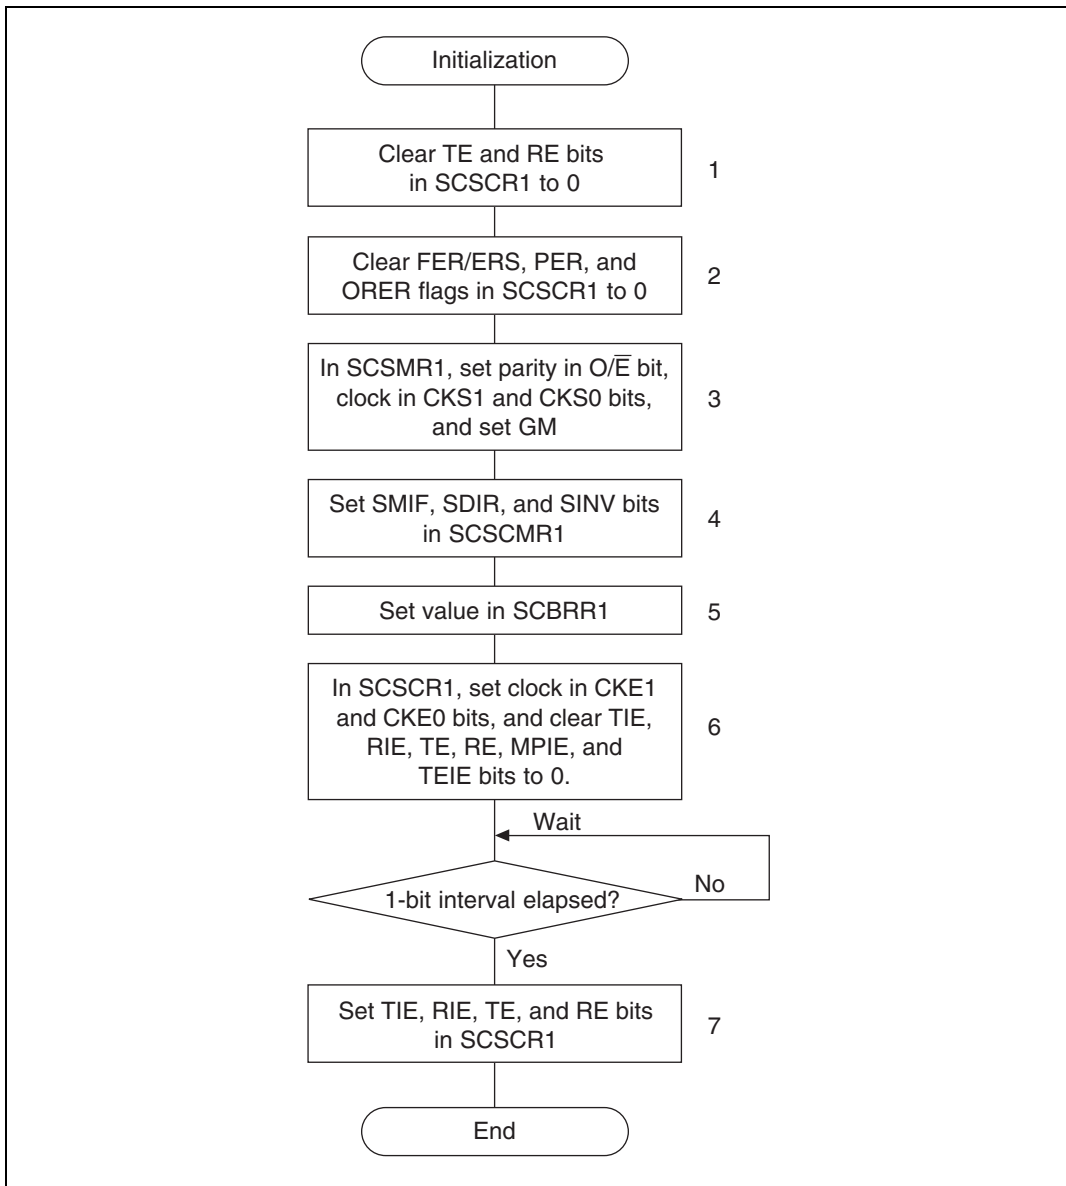 Initialization
Clear TE and RE bits
in SCSCR1 to 0
1
Clear FER/ERS, PER, and
ORER flags in SCSCR1 to 0
2
In SCSMR1, set parity in O/E̅ bit,
clock in CKS1 and CKS0 bits,
and set GM
3
Set SMIF, SDIR, and SINV bits
in SCSCMR1
4
Set value in SCBRR1
5
In SCSCR1, set clock in CKE1
and CKE0 bits, and clear TIE,
RIE, TE, RE, MPIE, and
TEIE bits to 0.
6
Wait
1-bit interval elapsed?
No
Yes
Set TIE, RIE, TE, and RE bits
in SCSCR1
7
End